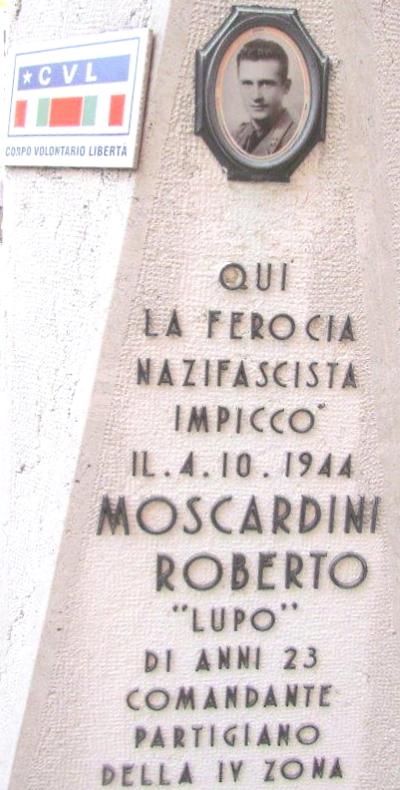 ★ CVL
CORPO VOLONTARIO LIBERTÀ
QUI
LA FEROCIA
NAZIFASCISTA
IMPICCO'
IL.4.10.1944
MOSCARDINI
ROBERTO
"LUPO"
DI ANNI 23
COMANDANTE
PARTIGIANO
DELLA IV ZONA